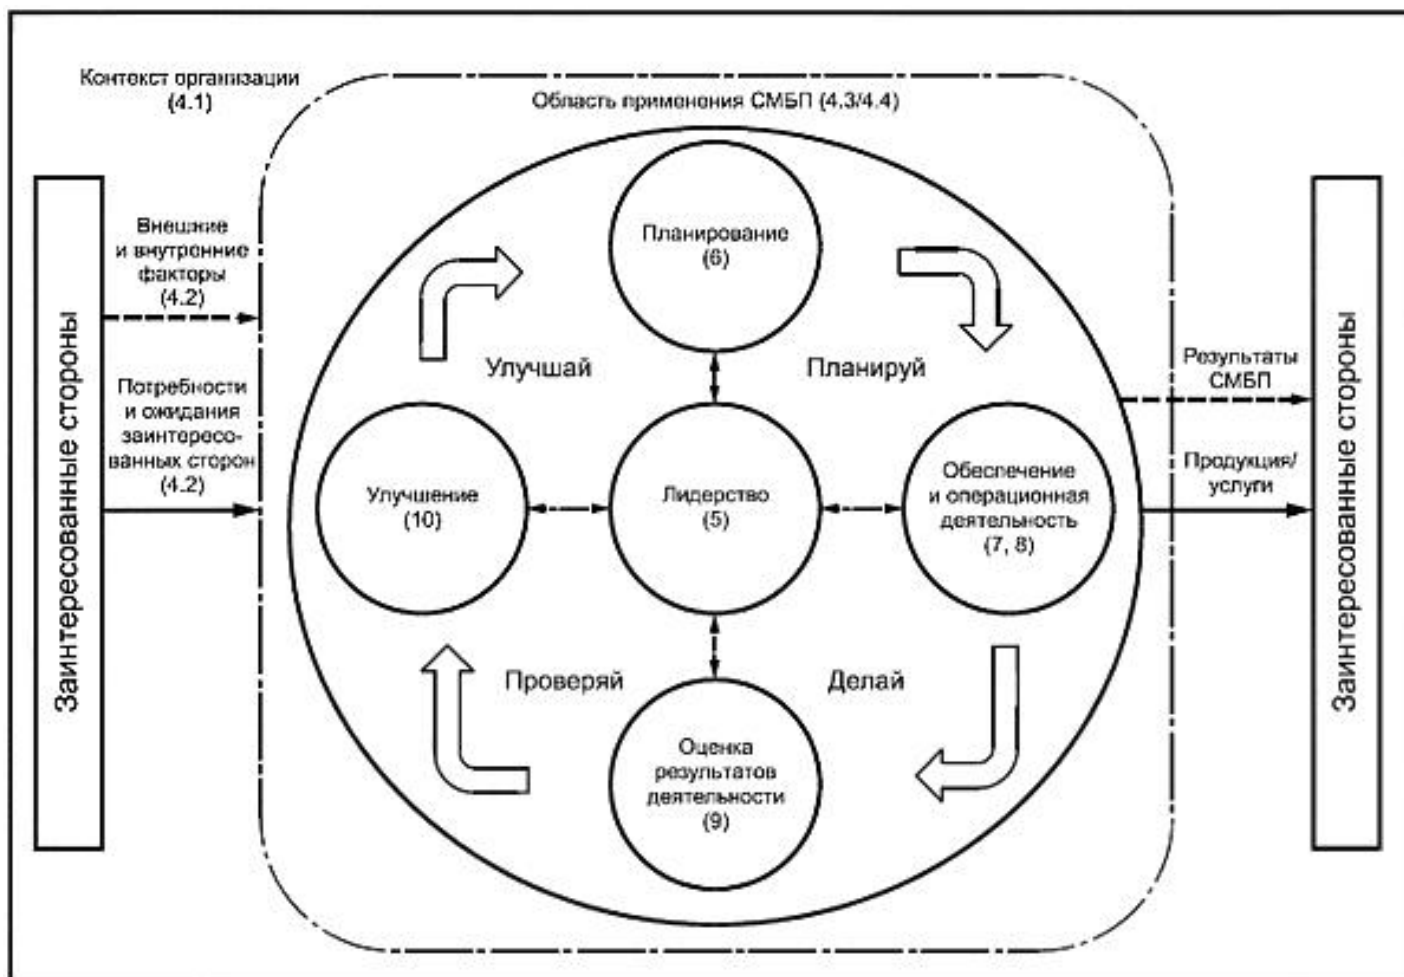 Контекст организации
(4.1)
Область применения СМБП (4.3/4.4)
Заинтересованные стороны
Внешние
и внутренние
факторы
(4.2)
Потребности
и ожидания
заинтересо-
ванных сторон
(4.2)
Планирование
(6)
Улучшай
Планируй
Улучшение
(10)
Лидерство
(5)
Обеспечение
и операционная
деятельность
(7, 8)
Проверяй
Делай
Оценка
результатов
деятельности
(9)
Результаты
СМБП
Продукция/
услуги
Заинтересованные стороны